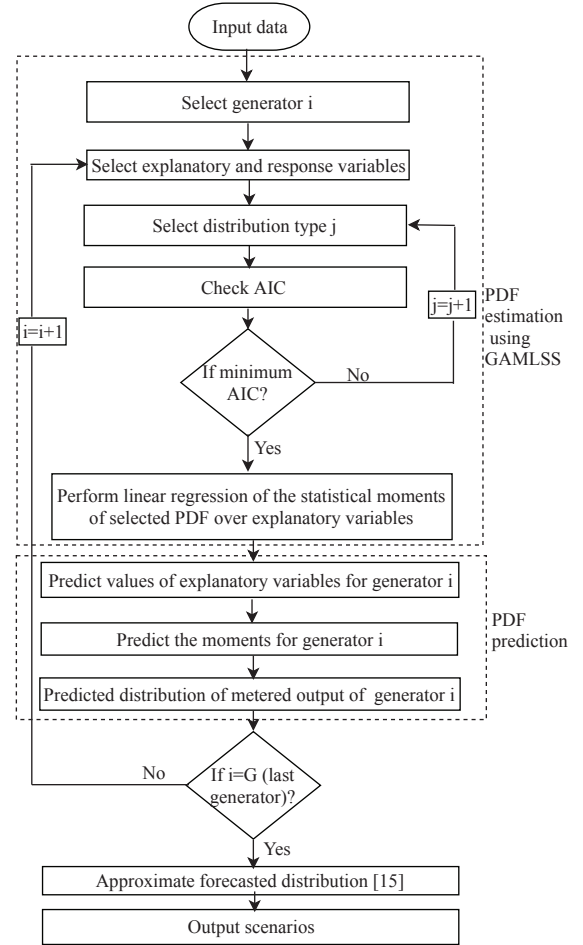 Input data
Select generator i
Select explanatory and response variables
Select distribution type j
Check AIC
i=i+1
j=j+1
PDF
estimation
using
GAMLSS
If minimum
AIC?
No
Yes
Perform linear regression of the statistical moments
of selected PDF over explanatory variables
Predict values of explanatory variables for generator i
Predict the moments for generator i
PDF
prediction
Predicted distribution of metered output of generator i
No
If i=G (last
generator)?
Yes
Approximate forecasted distribution [15]
Output scenarios